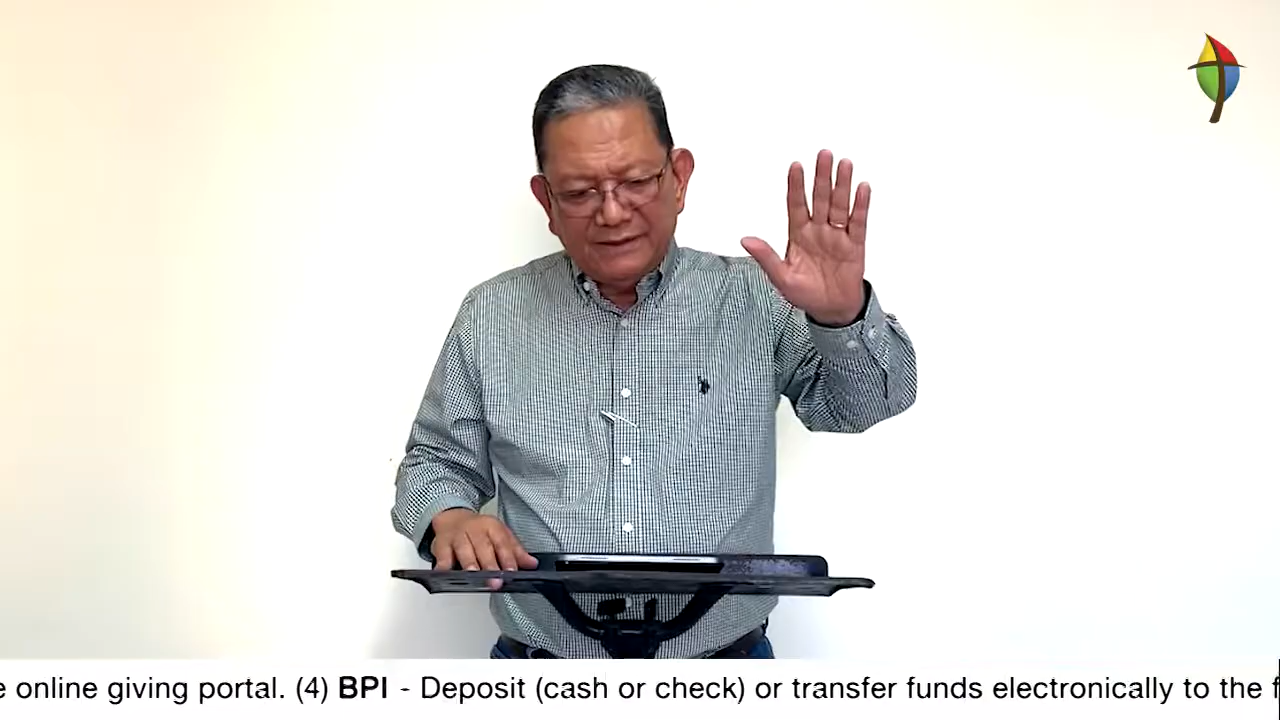 online giving portal. (4) BPI - Deposit (cash or check) or transfer funds electronically to the